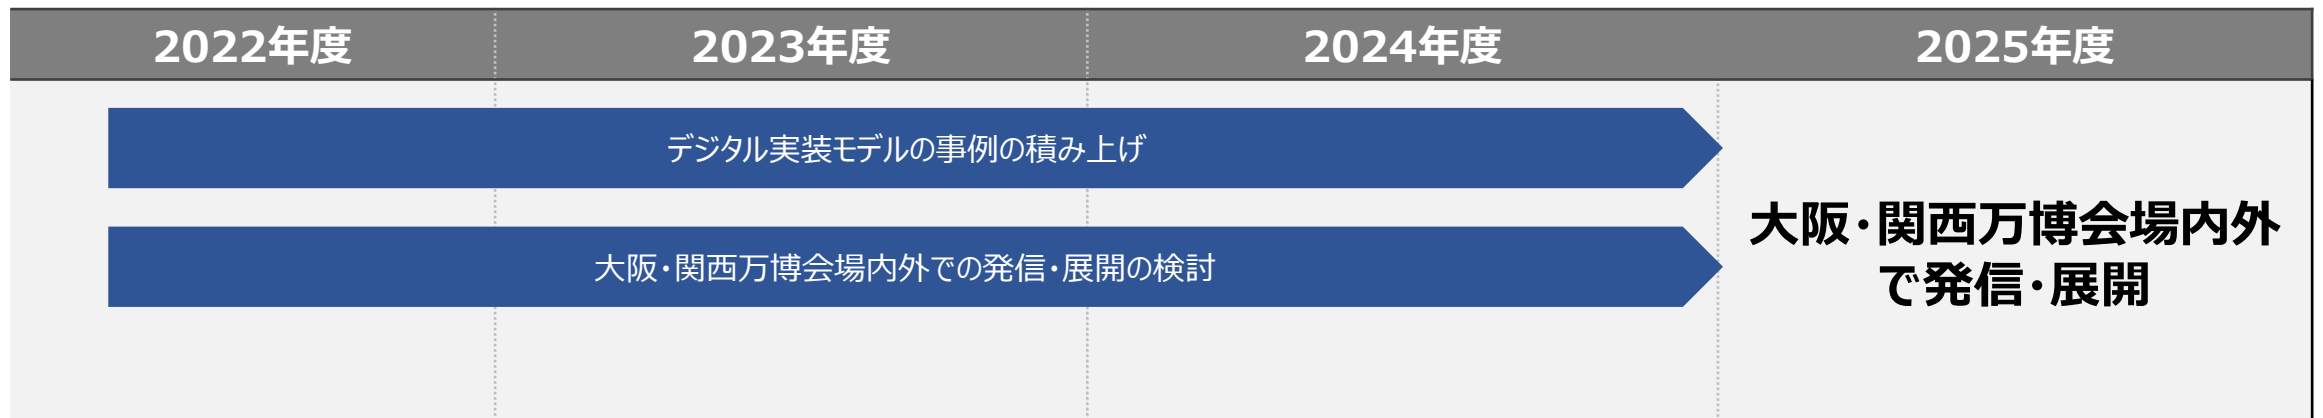 2022年度 2023年度 2024年度 2025年度
デジタル実装モデルの事例の積み上げ
大阪・関西万博会場内外での発信・展開の検討
大阪・関西万博会場内外
で発信・展開